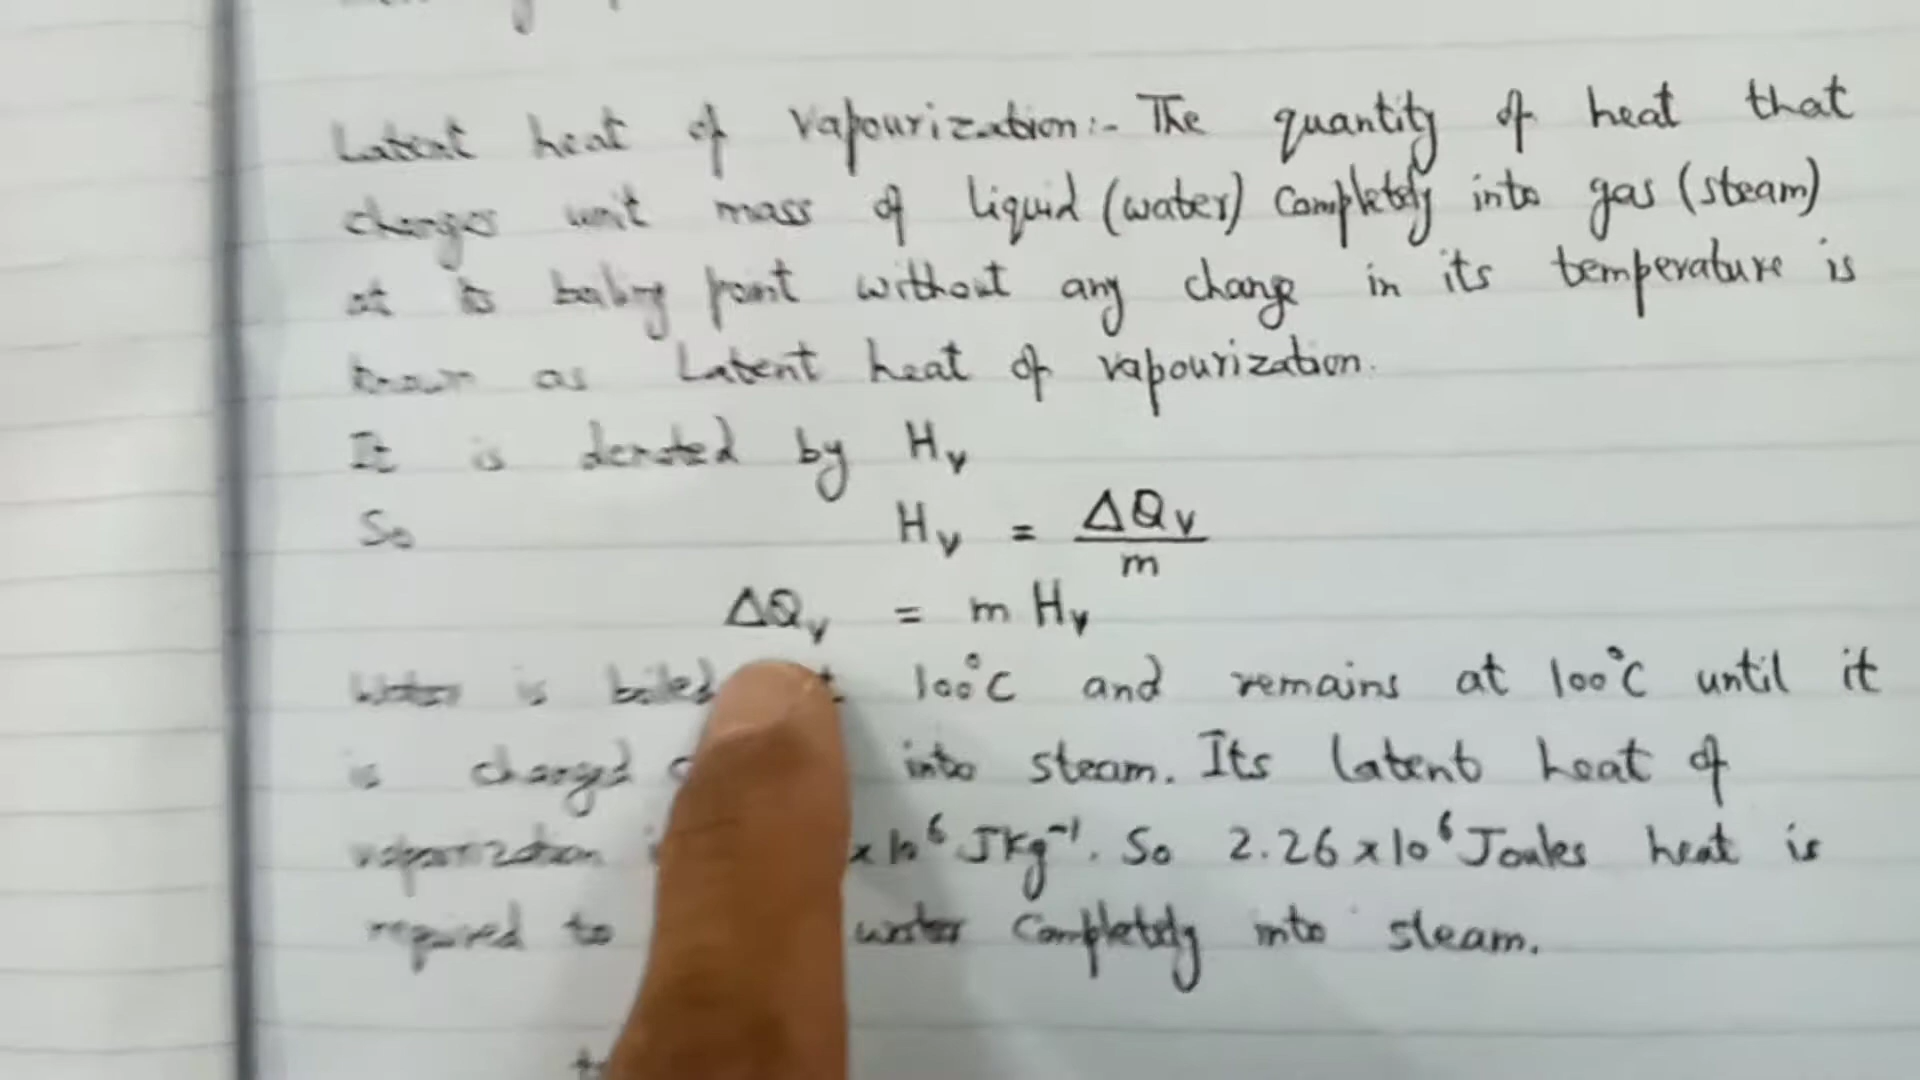 Latent heat of vapourization:- The quantity of heat that
changes unit mass of liquid (water) completely into gas (steam)
at its boiling point without any change in its temperature is
known as Latent heat of vapourization.
It is denoted by Hv
So Hv = ΔQv / m
ΔQv = m Hv
Water is boiled 100°C and remains at 100°C until it
is changed into steam. Its latent heat of
vaporization x10⁶ JKg⁻¹. So 2.26 x10⁶ Joules heat is
required to water completely into steam.